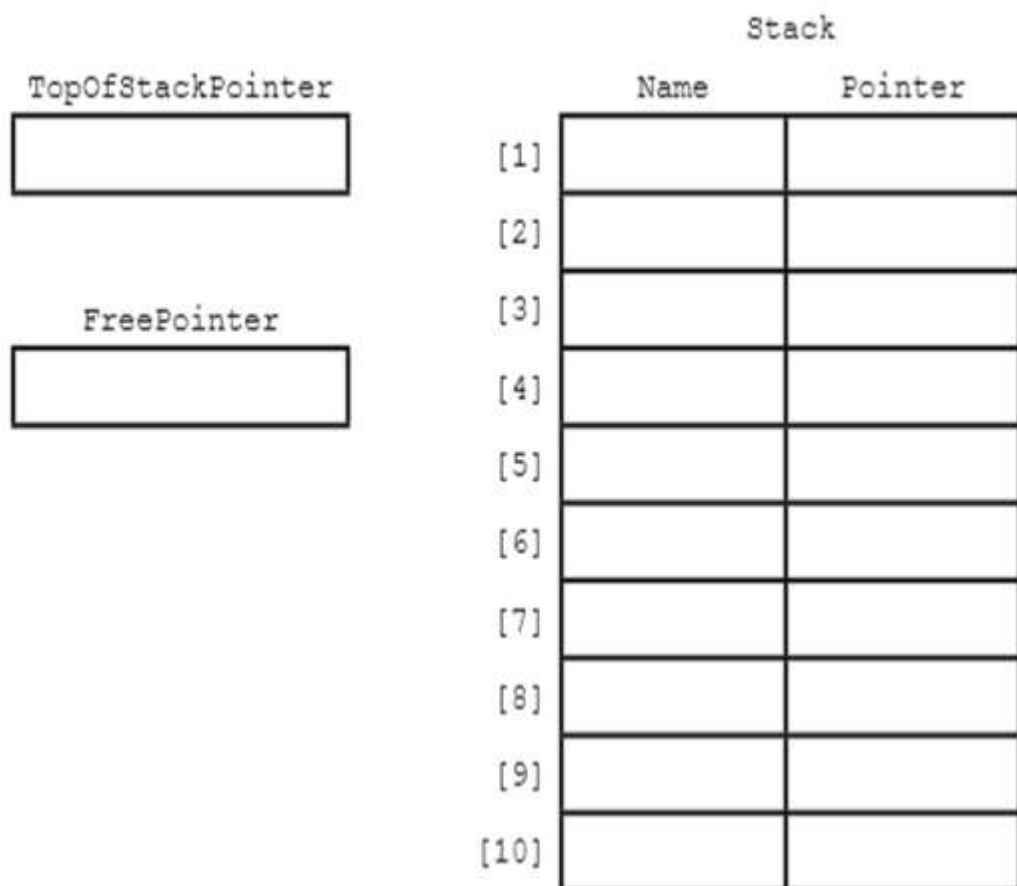 Stack
TopOfStackPointer
Name Pointer
[1]
[2]
FreePointer
[3]
[4]
[5]
[6]
[7]
[8]
[9]
[10]